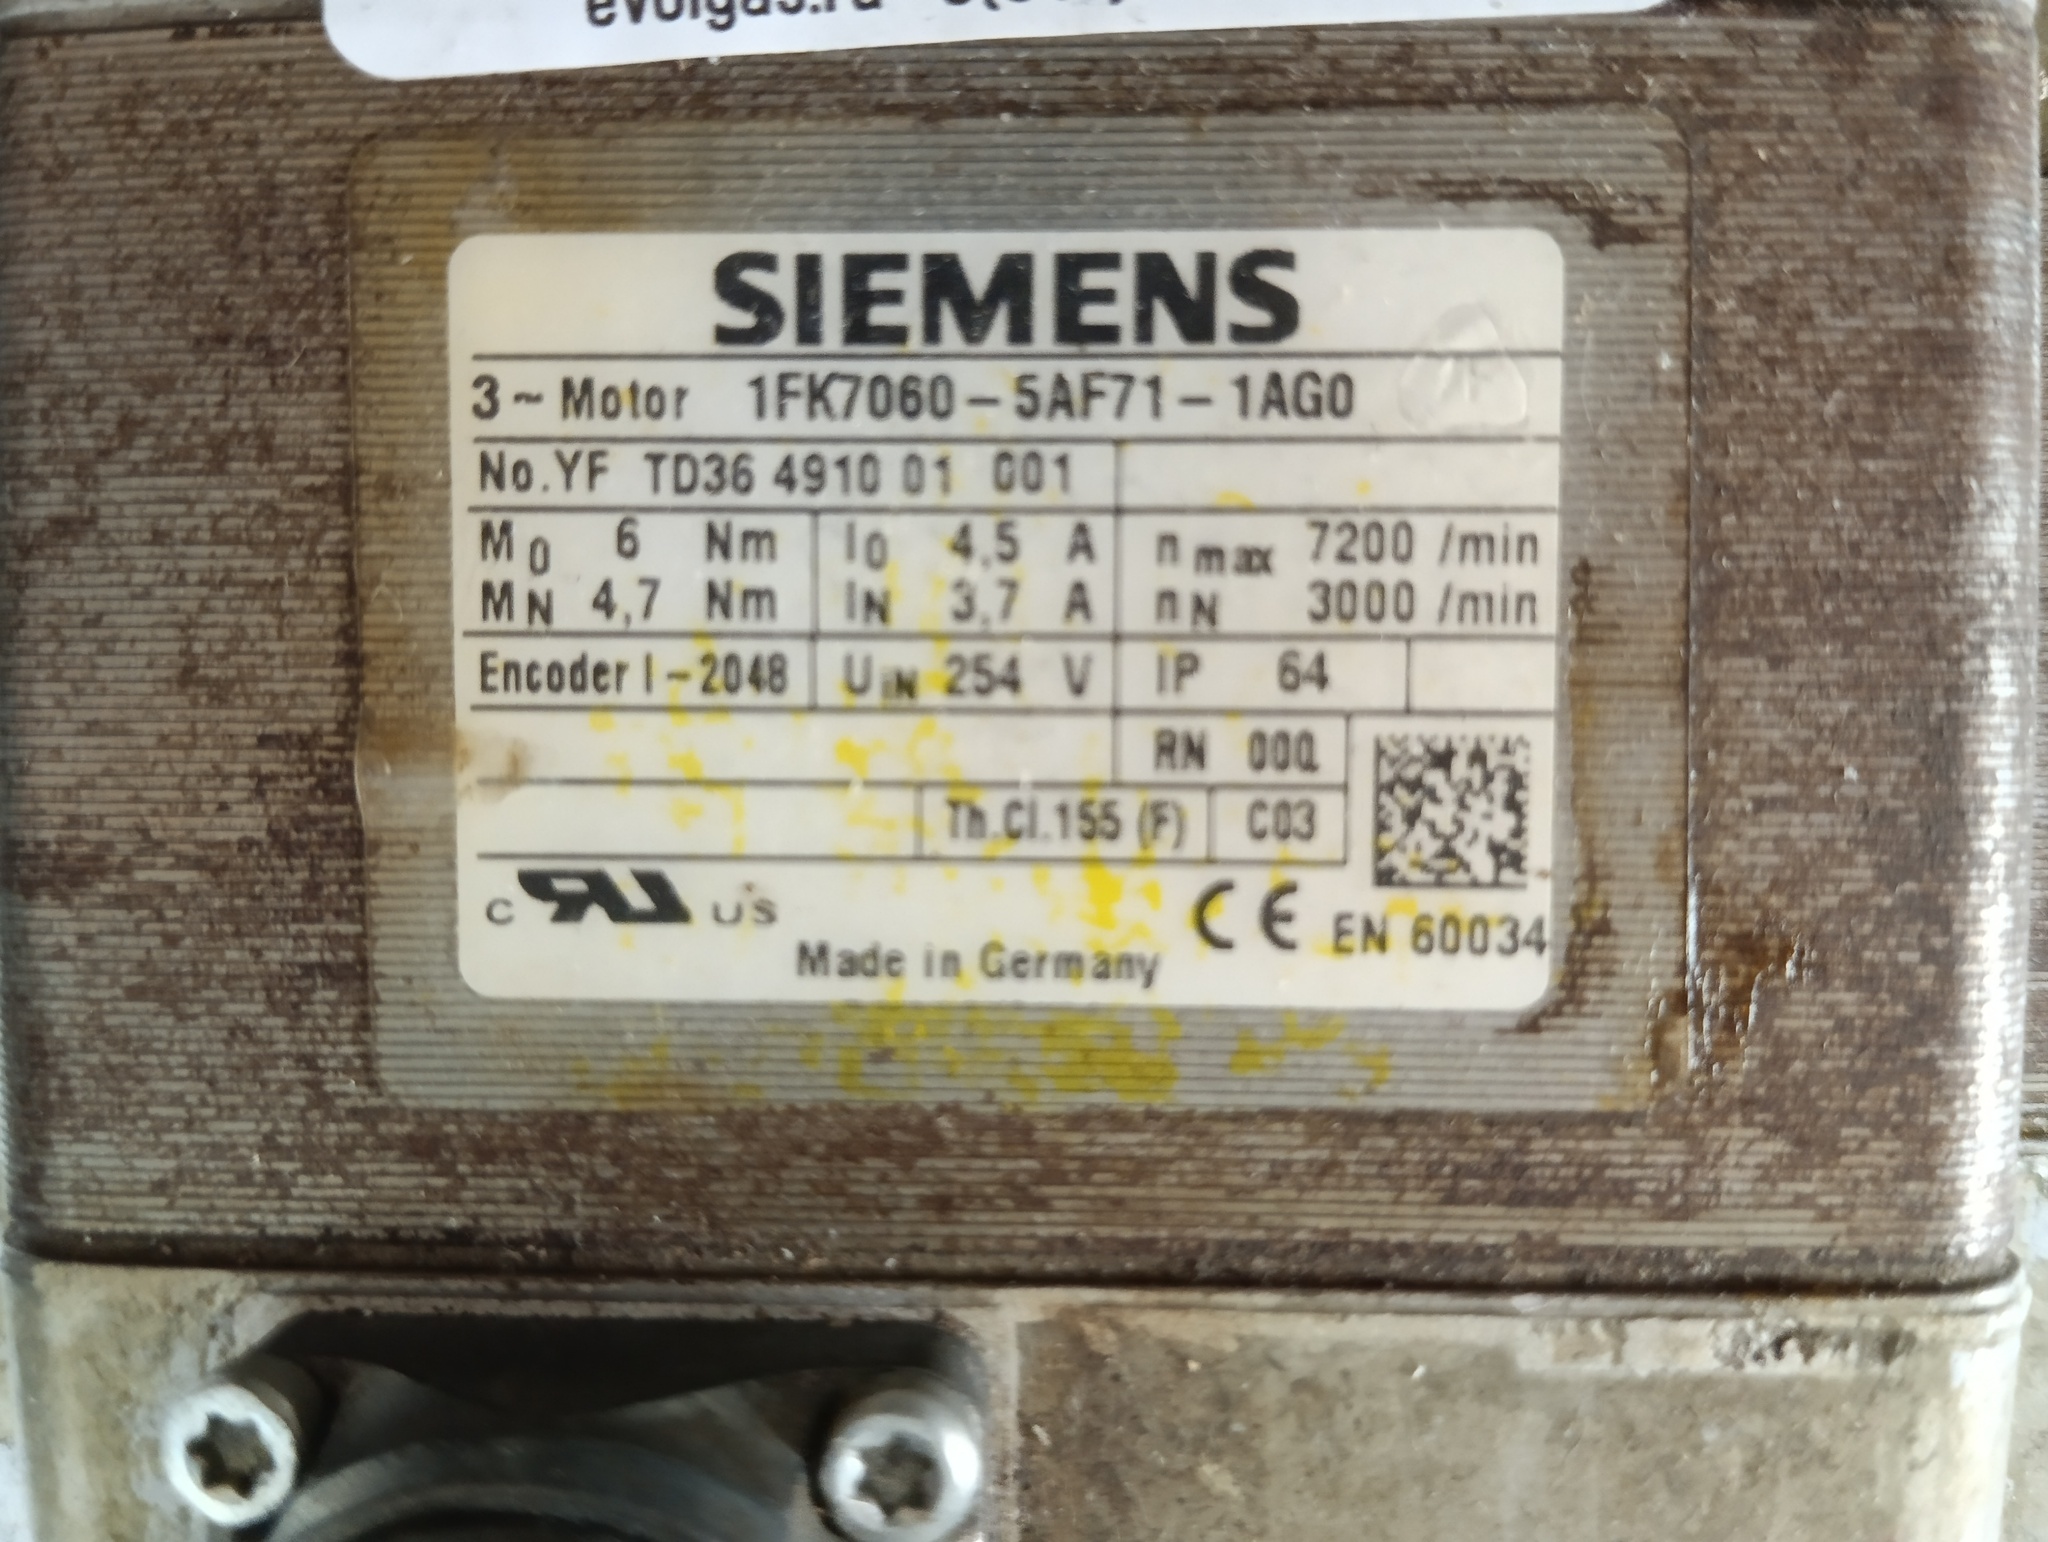 SIEMENS
3 ~ Motor 1FK7060 – 5AF71 – 1AG0
No.YF TD36 4910 01 001
M0 6 Nm I0 4,5 A n max 7200 /min
MN 4,7 Nm IN 3,7 A nN 3000 /min
Encoder I – 2048 UiN 254 V IP 64
RN 000
Th.Cl.155 (F) C03
C US CE EN 60034
Made in Germany